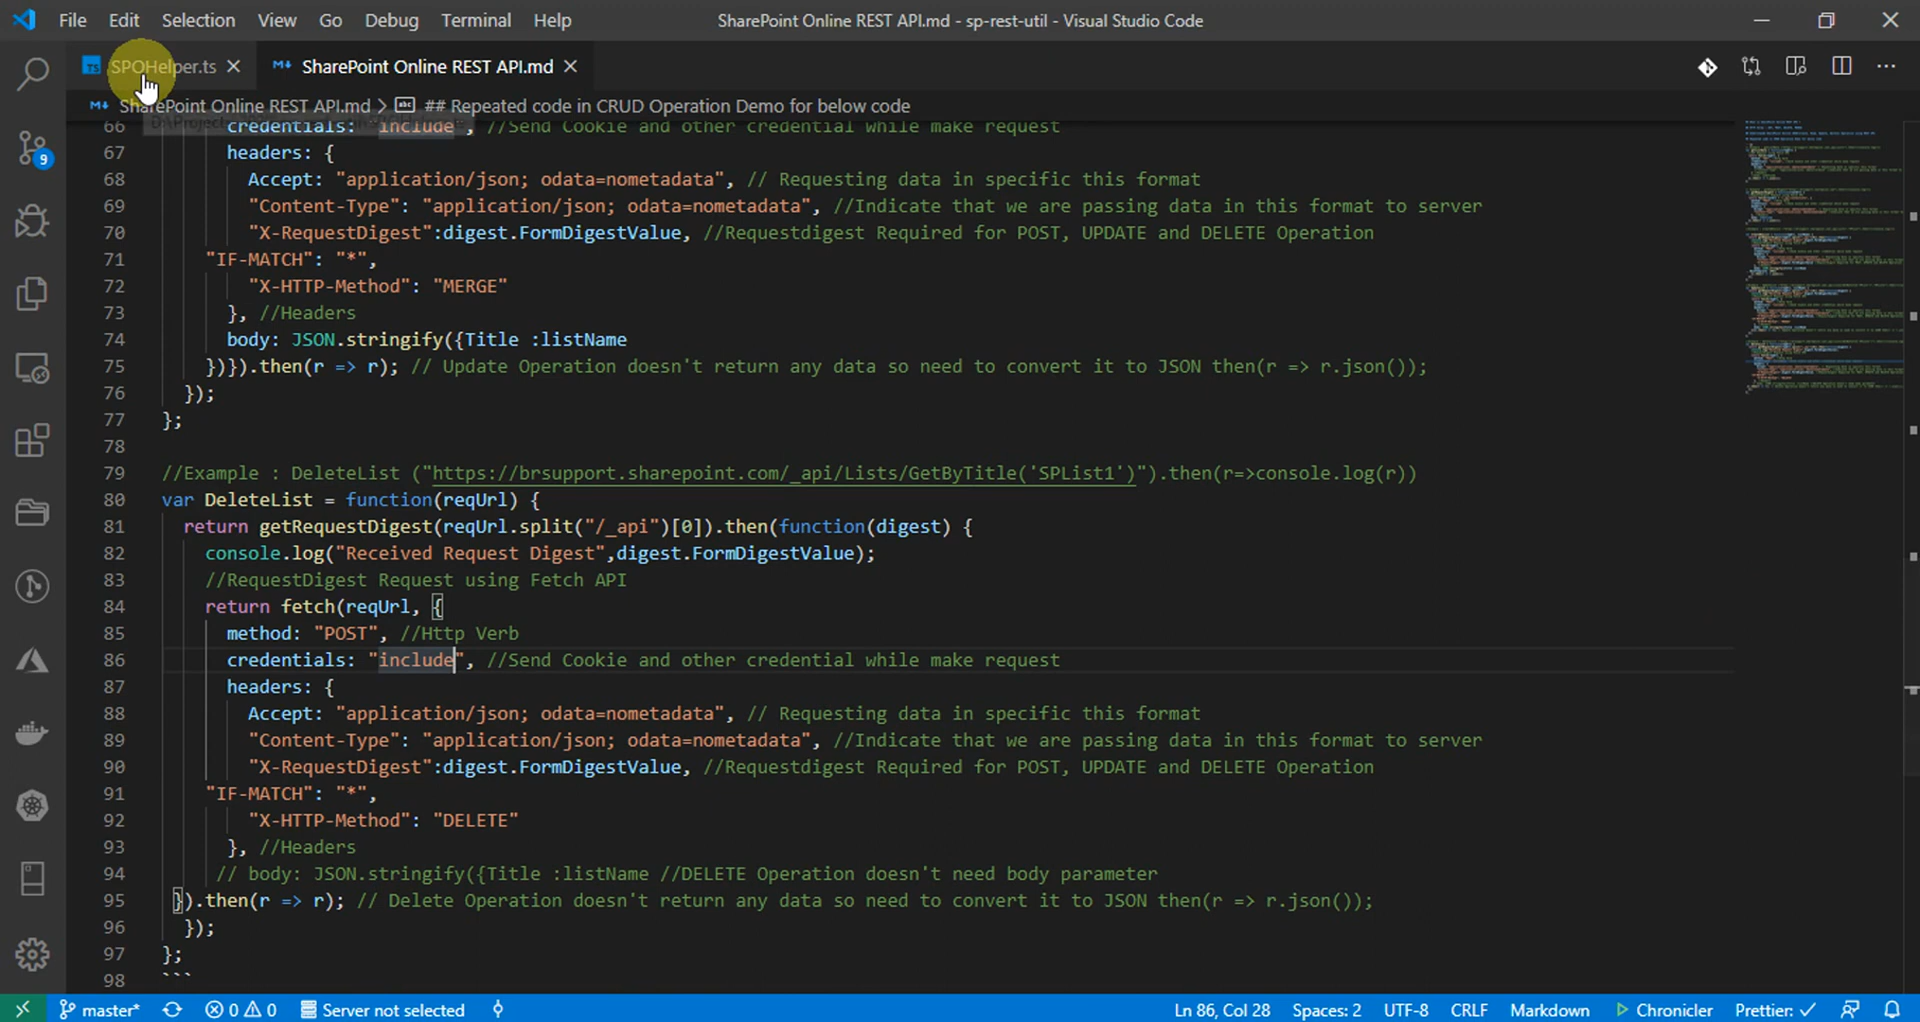 File Edit Selection View Go Debug Terminal Help
SharePoint Online REST API.md - sp-rest-util - Visual Studio Code
TS SPOHelper.ts
M+ SharePoint Online REST API.md
M+ SharePoint Online REST API.md > abc ## Repeated code in CRUD Operation Demo for below code
66 credentials: "include", //Send Cookie and other credential while make request
67 headers: {
68 Accept: "application/json; odata=nometadata", // Requesting data in specific this format
69 "Content-Type": "application/json; odata=nometadata", //Indicate that we are passing data in this format to server
70 "X-RequestDigest":digest.FormDigestValue, //Requestdigest Required for POST, UPDATE and DELETE Operation
71 "IF-MATCH": "*",
72 "X-HTTP-Method": "MERGE"
73 }, //Headers
74 body: JSON.stringify({Title :listName
75 })}).then(r => r); // Update Operation doesn't return any data so need to convert it to JSON then(r => r.json());
76 });
77 };
78
79 //Example : DeleteList ("https://brsupport.sharepoint.com/_api/Lists/GetByTitle('SPList1')").then(r=>console.log(r))
80 var DeleteList = function(reqUrl) {
81 return getRequestDigest(reqUrl.split("/_api")[0]).then(function(digest) {
82 console.log("Received Request Digest",digest.FormDigestValue);
83 //RequestDigest Request using Fetch API
84 return fetch(reqUrl, {
85 method: "POST", //Http Verb
86 credentials: "include", //Send Cookie and other credential while make request
87 headers: {
88 Accept: "application/json; odata=nometadata", // Requesting data in specific this format
89 "Content-Type": "application/json; odata=nometadata", //Indicate that we are passing data in this format to server
90 "X-RequestDigest":digest.FormDigestValue, //Requestdigest Required for POST, UPDATE and DELETE Operation
91 "IF-MATCH": "*",
92 "X-HTTP-Method": "DELETE"
93 }, //Headers
94 // body: JSON.stringify({Title :listName //DELETE Operation doesn't need body parameter
95 }).then(r => r); // Delete Operation doesn't return any data so need to convert it to JSON then(r => r.json());
96 });
97 };
98 ```
9
master* 0 0 Server not selected
Ln 86, Col 28 Spaces: 2 UTF-8 CRLF Markdown Chronicler Prettier: ✓